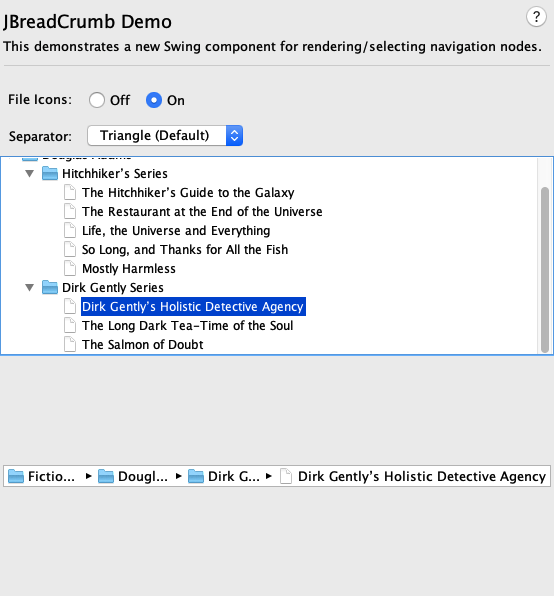 JBreadCrumb Demo
?
This demonstrates a new Swing component for rendering/selecting navigation nodes.
File Icons: Off On
Separator: Triangle (Default)
Douglas Adams
Hitchhiker's Series
The Hitchhiker's Guide to the Galaxy
The Restaurant at the End of the Universe
Life, the Universe and Everything
So Long, and Thanks for All the Fish
Mostly Harmless
Dirk Gently Series
Dirk Gently's Holistic Detective Agency
The Long Dark Tea-Time of the Soul
The Salmon of Doubt
Fictio... Dougl... Dirk G... Dirk Gently's Holistic Detective Agency